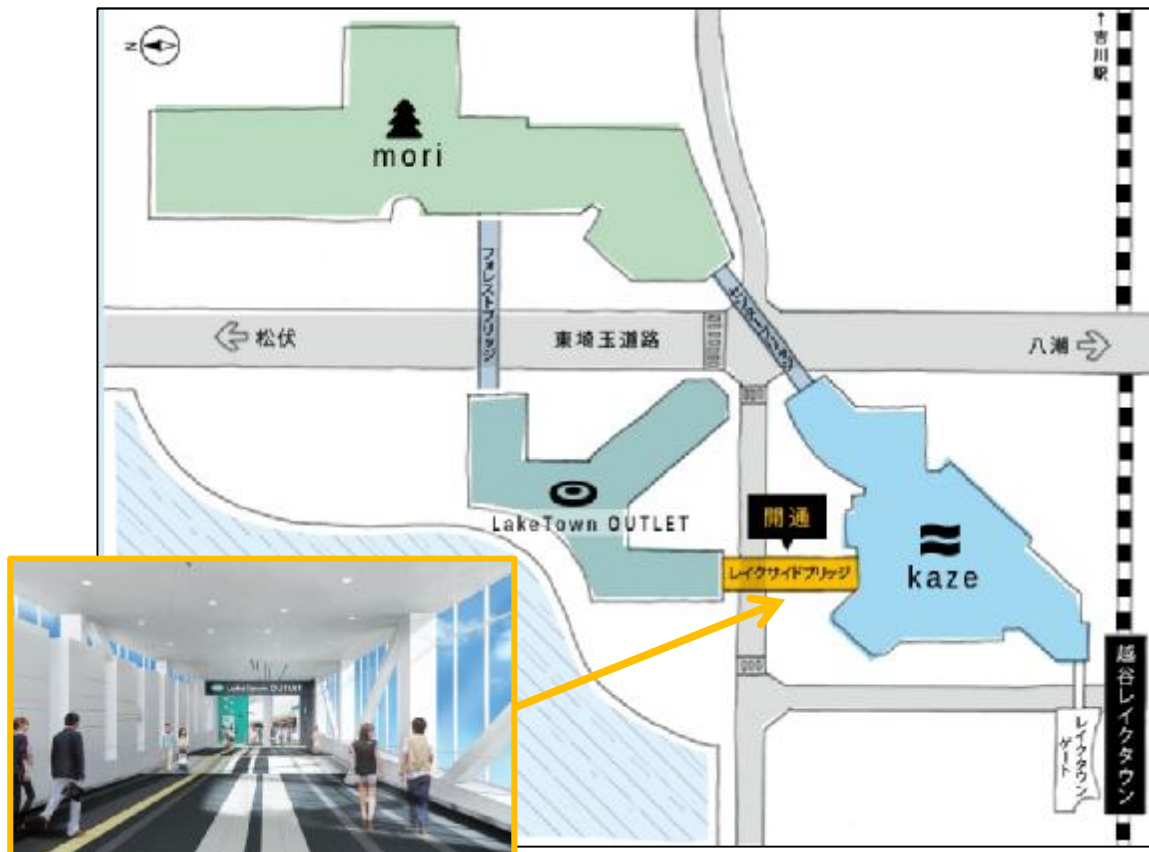 N
↑吉川駅
mori
フォレストブリッジ
松伏
東埼玉道路
八潮
LakeTown OUTLET
開通
レイクサイドブリッジ
kaze
越谷レイクタウン
レイクタウン
ゲート
LakeTown OUTLET